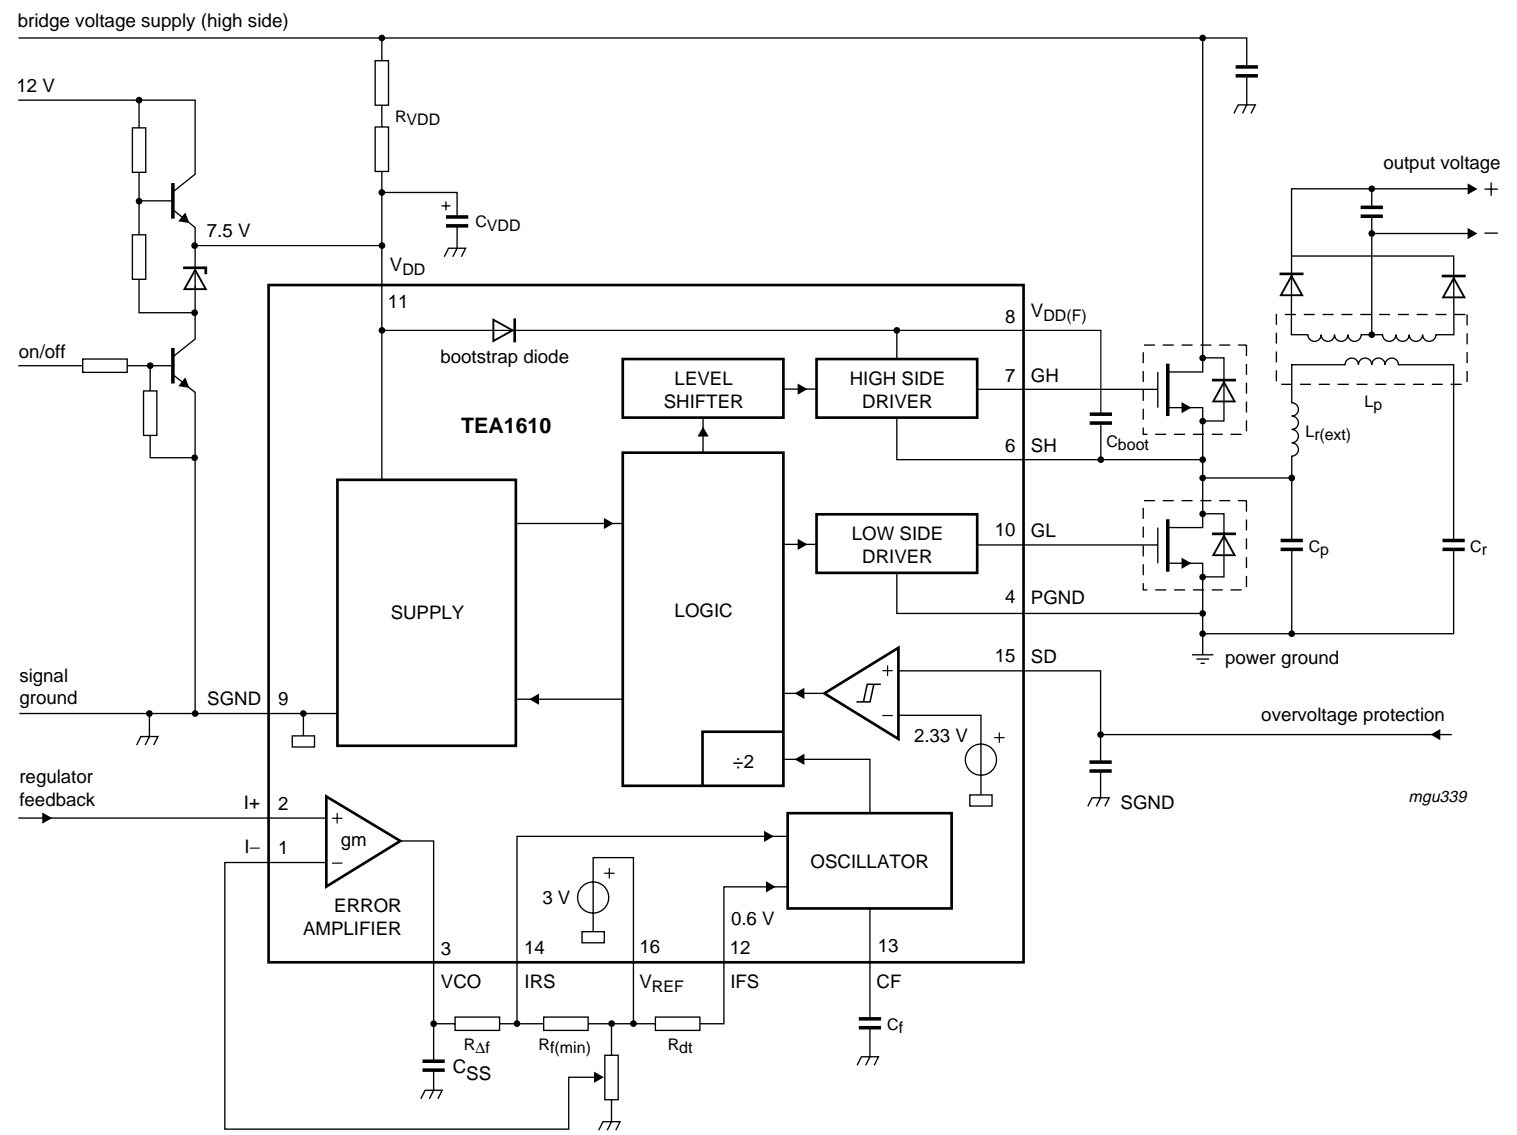 bridge voltage supply (high side)
12 V
RVDD
output voltage
+
−
7.5 V
+
CVDD
VDD
11
8
VDD(F)
bootstrap diode
on/off
LEVEL
SHIFTER
HIGH SIDE
DRIVER
7
GH
Lp
TEA1610
Cboot
Lr(ext)
6
SH
LOW SIDE
DRIVER
10
GL
Cp
Cr
SUPPLY
LOGIC
4
PGND
power ground
15
SD
signal
ground
SGND
9
+
−
2.33 V
+
overvoltage protection
÷2
regulator
feedback
I+
2
+
gm
SGND
mgu339
I−
1
−
OSCILLATOR
3 V
+
ERROR
AMPLIFIER
0.6 V
3
14
16
12
13
VCO
IRS
VREF
IFS
CF
RΔf
Rf(min)
Rdt
Cf
CSS